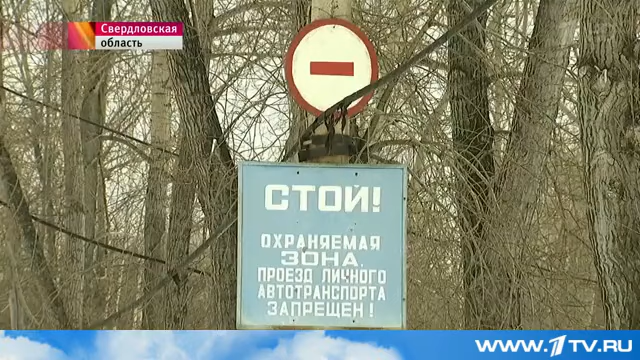 Свердловская
область
СТОЙ!
ОХРАНЯЕМАЯ
ЗОНА.
ПРОЕЗД ЛИЧНОГО
АВТОТРАНСПОРТА
ЗАПРЕЩЕН!
WWW.1TV.RU